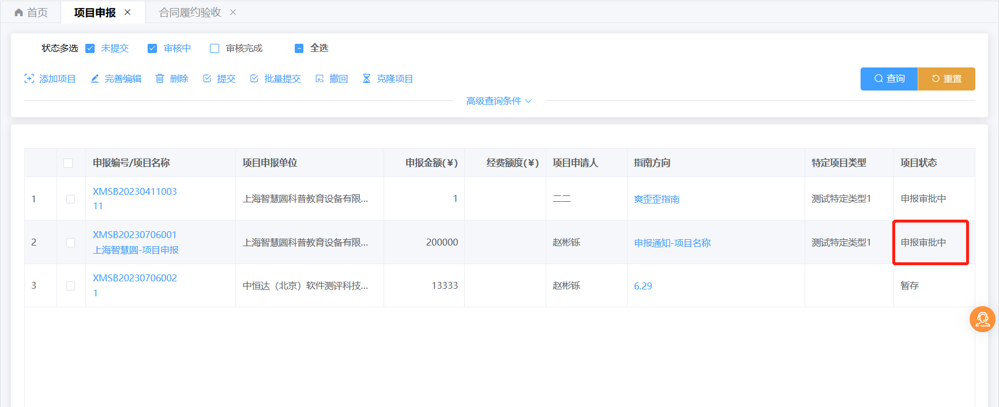 首页
项目申报
合同履约验收
状态多选 未提交 审核中 审核完成 全选
添加项目 完善编辑 删除 提交 批量提交 撤回 克隆项目 查询 重置
高级查询条件
申报编号/项目名称 项目申报单位 申报金额(¥) 经费额度(¥) 项目申请人 指南方向 特定项目类型 项目状态
1 XMSB20230411003 上海智慧圆科普教育设备有限... 1 二二 爽歪歪指南 测试特定类型1 申报审批中
11
2 XMSB20230706001 上海智慧圆科普教育设备有限... 200000 赵彬铄 申报通知-项目名称 测试特定类型1 申报审批中
上海智慧圆-项目申报
3 XMSB20230706002 中恒达（北京）软件测评科技... 13333 赵彬铄 6.29 暂存
1